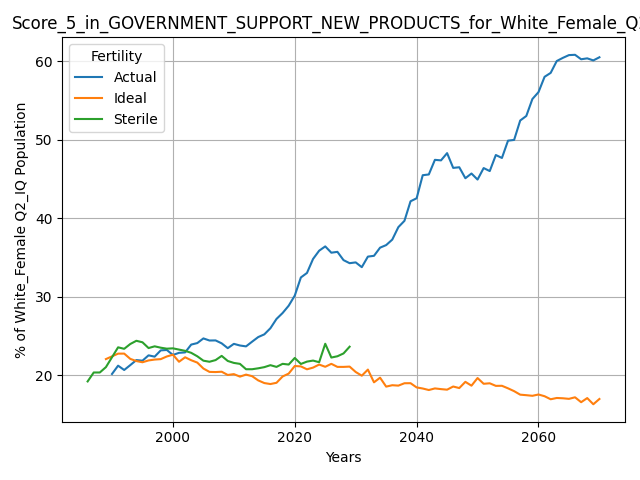 Score_5_in_GOVERNMENT_SUPPORT_NEW_PRODUCTS_for_White_Female_Q
Fertility
Actual
Ideal
Sterile
% of White_Female Q2_IQ Population
60
50
40
30
20
2000
2020
2040
2060
Years